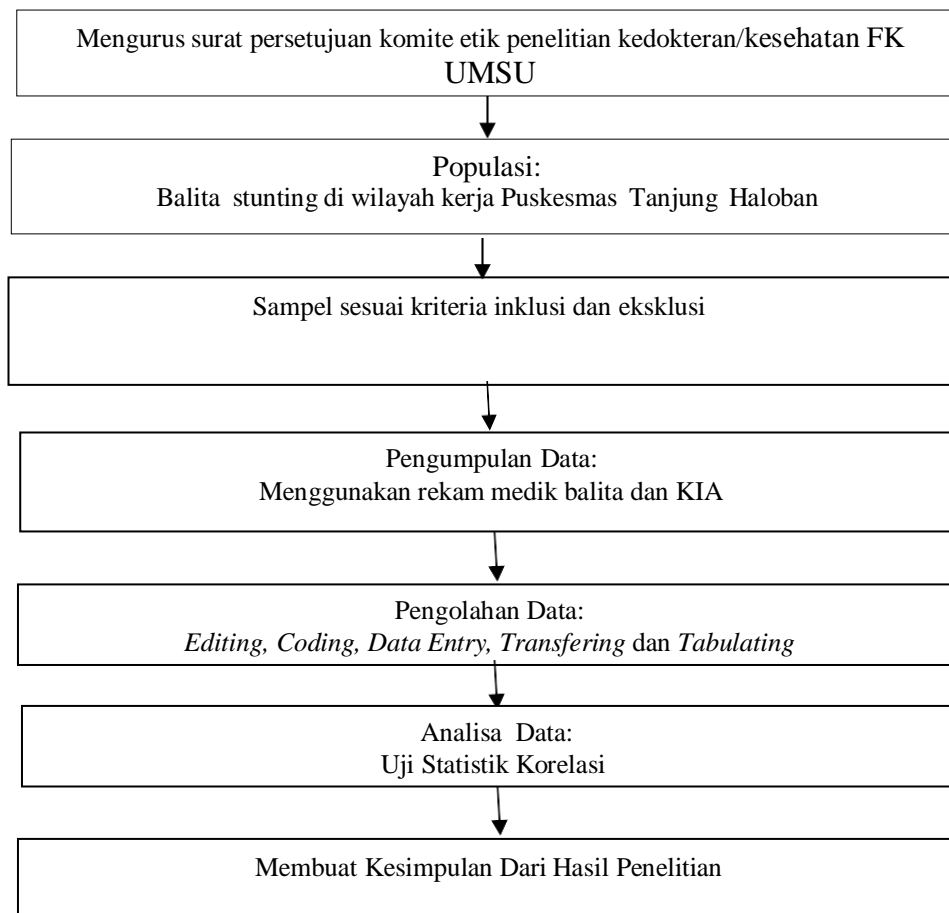 Mengurus surat persetujuan komite etik penelitian kedokteran/kesehatan FK
UMSU
Populasi:
Balita stunting di wilayah kerja Puskesmas Tanjung Haloban
Sampel sesuai kriteria inklusi dan eksklusi
Pengumpulan Data:
Menggunakan rekam medik balita dan KIA
Pengolahan Data:
Editing, Coding, Data Entry, Transfering dan Tabulating
Analisa Data:
Uji Statistik Korelasi
Membuat Kesimpulan Dari Hasil Penelitian